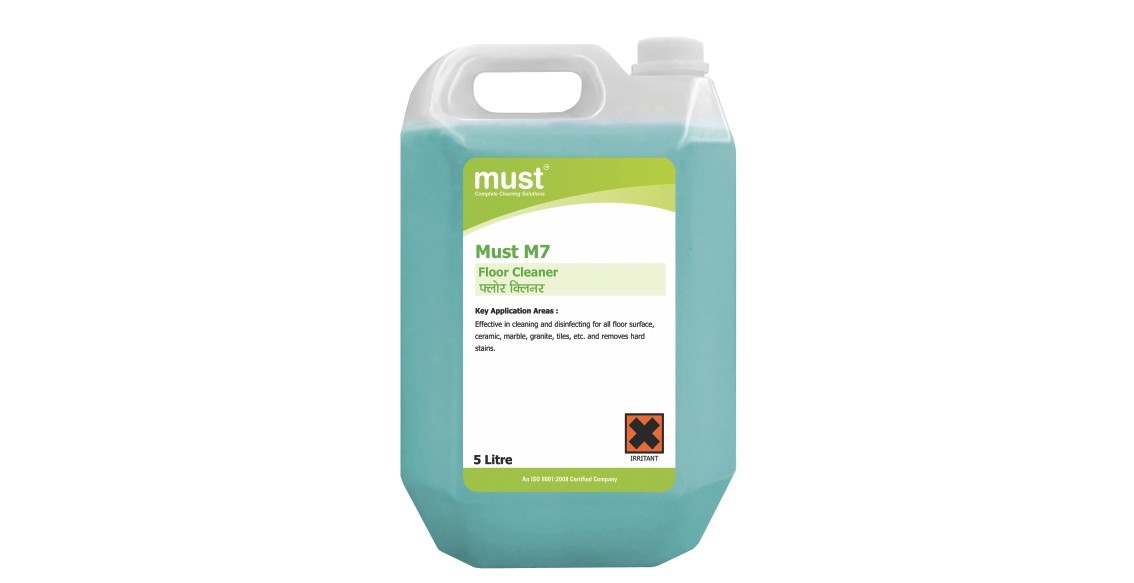 must™
Complete Cleaning Solutions
Must M7
Floor Cleaner
फ्लोर क्लिनर
Key Application Areas :
Effective in cleaning and disinfecting for all floor surface,
ceramic, marble, granite, tiles, etc. and removes hard
stains.
IRRITANT
5 Litre
An ISO 9001:2008 Certified Company